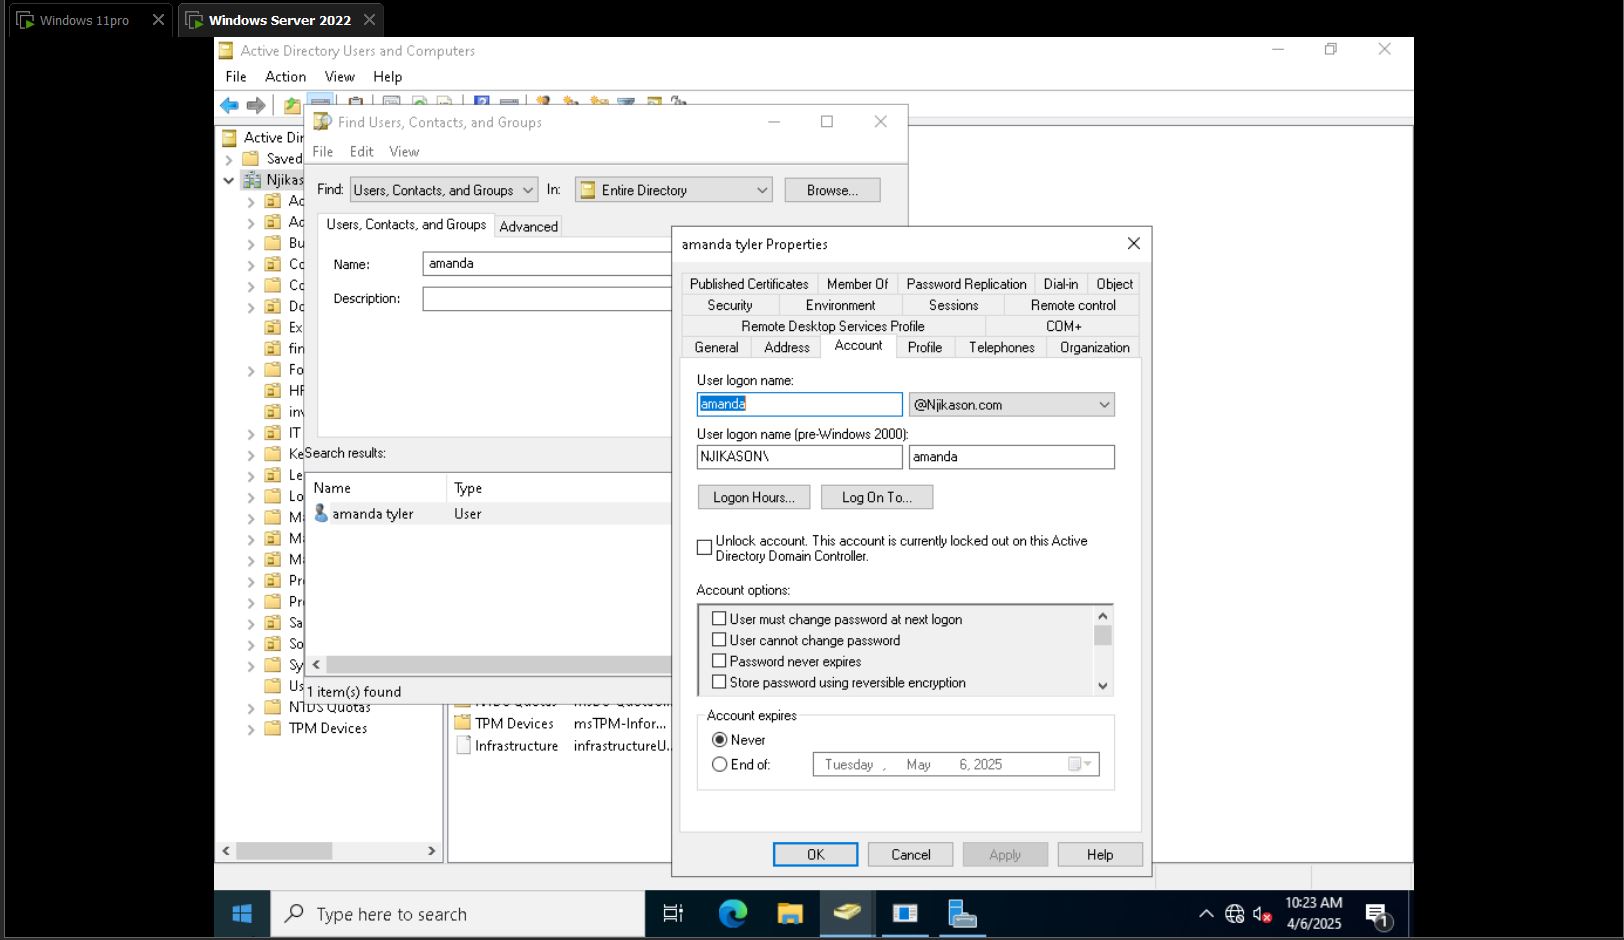 Windows 11pro
Windows Server 2022
Active Directory Users and Computers
File Action View Help
Find Users, Contacts, and Groups
File Edit View
Find: Users, Contacts, and Groups In: Entire Directory Browse...
Users, Contacts, and Groups Advanced
Name: amanda
Description:
Search results:
Name Type
amanda tyler User
1 item(s) found
Active Dir
Saved
Njikas
Ac
Ac
Bu
Co
Co
Do
Ex
fin
Fo
HF
inv
IT
Ke
Le
Lo
Ma
Ma
Ma
Pr
Pr
Sa
So
Sy
Us
NTDS Quotas
TPM Devices
TPM Devices msTPM-Infor...
Infrastructure infrastructureU...
amanda tyler Properties
Published Certificates Member Of Password Replication Dial-in Object
Security Environment Sessions Remote control
Remote Desktop Services Profile COM+
General Address Account Profile Telephones Organization
User logon name:
amanda @Njikason.com
User logon name (pre-Windows 2000):
NJIKASON\ amanda
Logon Hours... Log On To...
Unlock account. This account is currently locked out on this Active
Directory Domain Controller.
Account options:
User must change password at next logon
User cannot change password
Password never expires
Store password using reversible encryption
Account expires
Never
End of: Tuesday , May 6, 2025
OK Cancel Apply Help
Type here to search
10:23 AM
4/6/2025
1